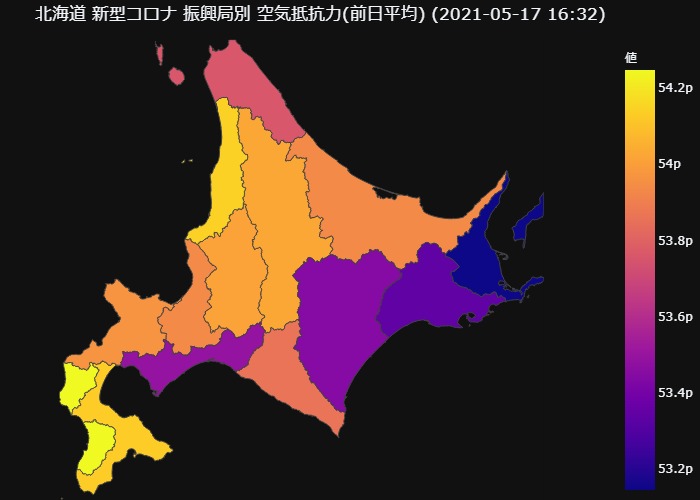 北海道 新型コロナ 振興局別 空気抵抗力(前日平均) (2021-05-17 16:32)
値
54.2p
54p
53.8p
53.6p
53.4p
53.2p